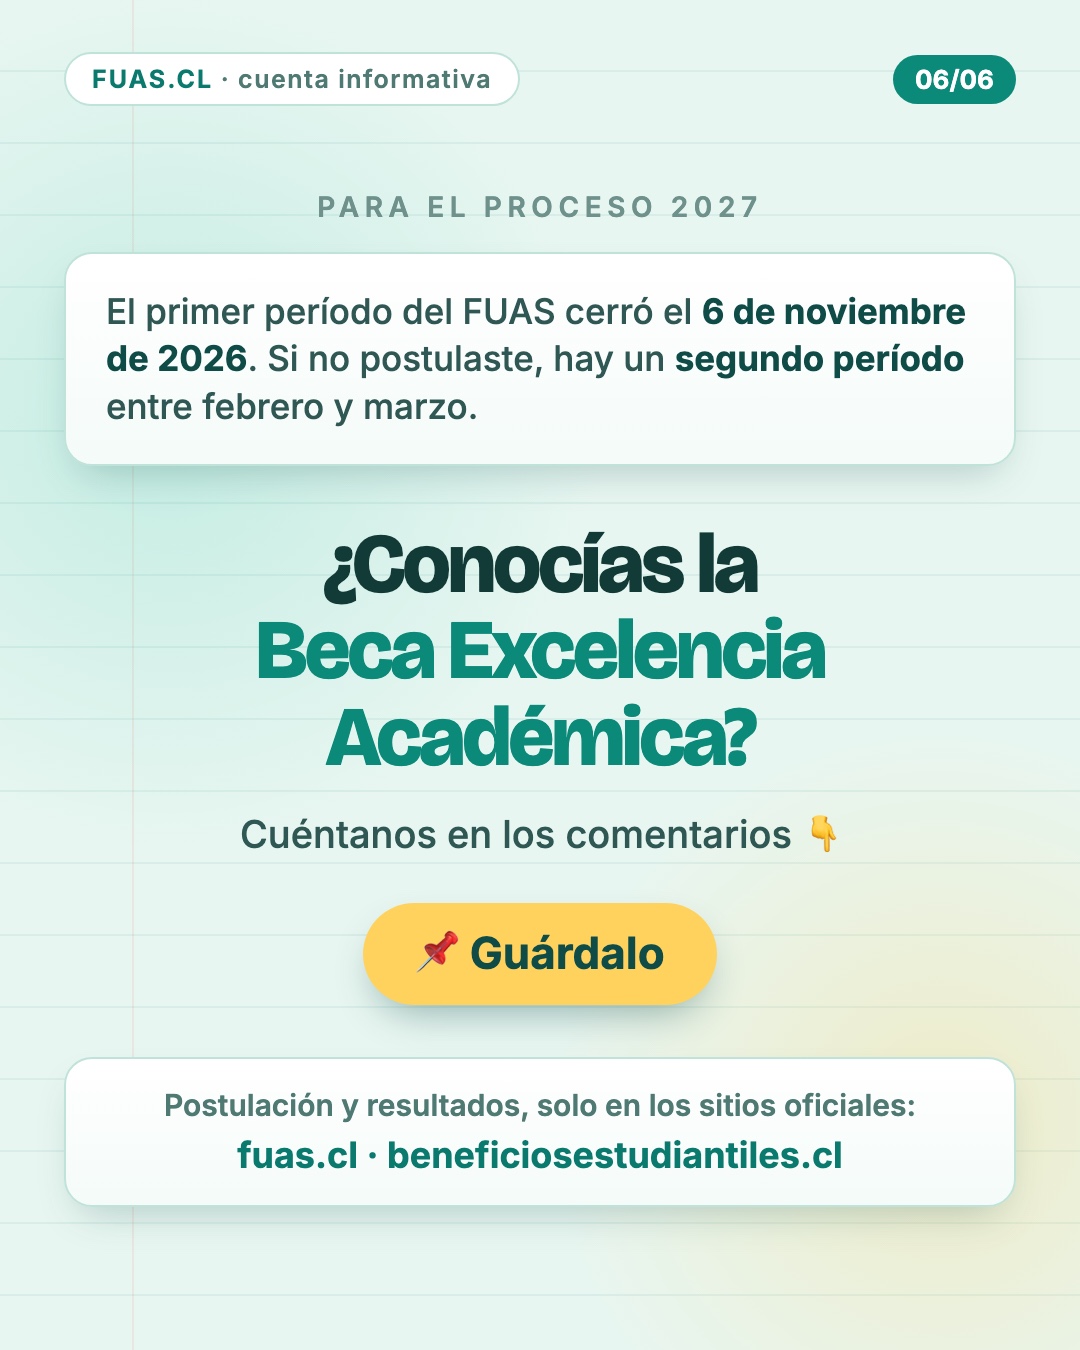 FUAS.CL · cuenta informativa
06/06
PARA EL PROCESO 2027
El primer período del FUAS cerró el 6 de noviembre
de 2026. Si no postulaste, hay un segundo período
entre febrero y marzo.
¿Conocías la
Beca Excelencia
Académica?
Cuéntanos en los comentarios 👇
📌 Guárdalo
Postulación y resultados, solo en los sitios oficiales:
fuas.cl · beneficiosestudiantiles.cl